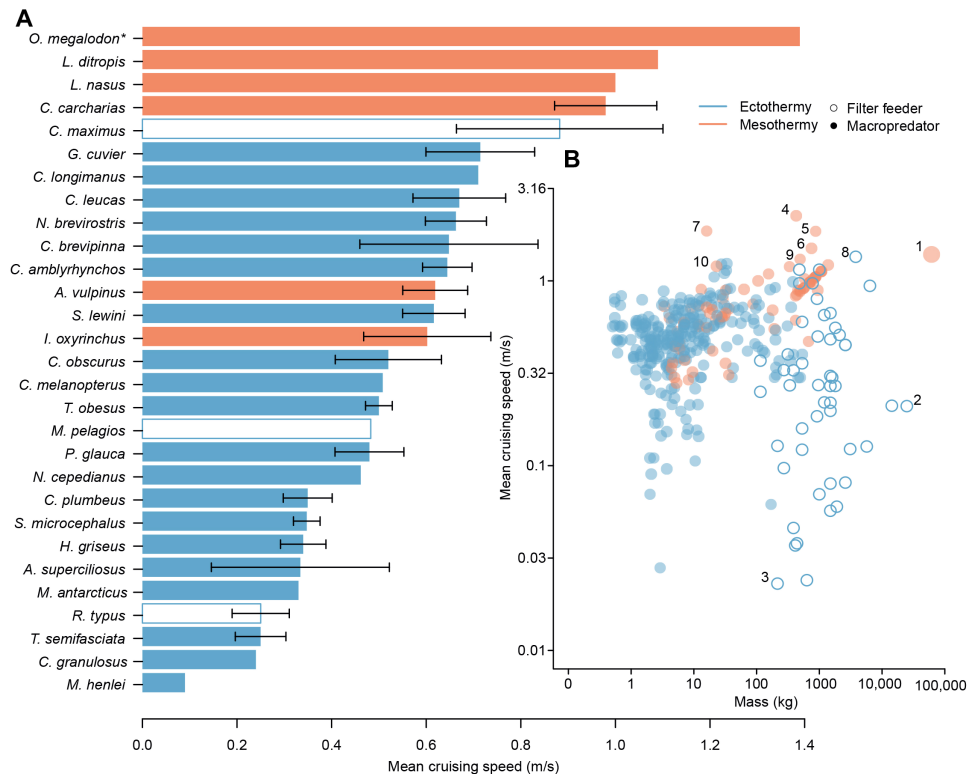 A
O. megalodon*
L. ditropis
L. nasus
C. carcharias
C. maximus
G. cuvier
C. longimanus
C. leucas
N. brevirostris
C. brevipinna
C. amblyrhynchos
A. vulpinus
S. lewini
I. oxyrinchus
C. obscurus
C. melanopterus
T. obesus
M. pelagios
P. glauca
N. cepedianus
C. plumbeus
S. microcephalus
H. griseus
A. superciliosus
M. antarcticus
R. typus
T. semifasciata
C. granulosus
M. henlei
0.0 0.2 0.4 0.6 0.8 1.0 1.2 1.4
Mean cruising speed (m/s)
Ectothermy Filter feeder
Mesothermy Macropredator
B
3.16
1
0.32
0.1
0.03
0.01
Mean cruising speed (m/s)
4
7 5
6 8 1
10 9
2
3
0 1 10 100 1000 10,000 100,000
Mass (kg)